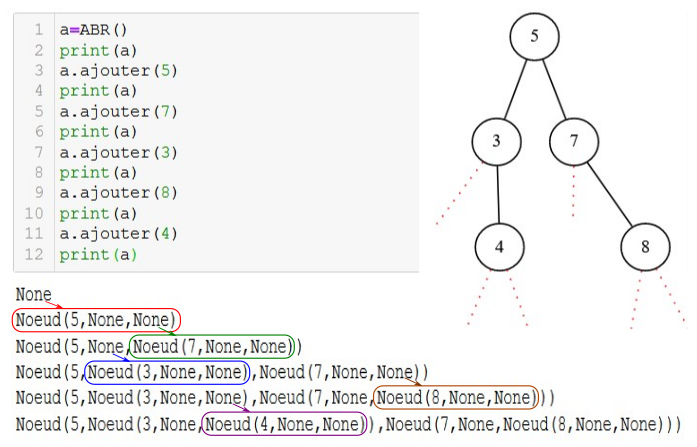 1 a=ABR()
2 print(a)
3 a.ajouter(5)
4 print(a)
5 a.ajouter(7)
6 print(a)
7 a.ajouter(3)
8 print(a)
9 a.ajouter(8)
10 print(a)
11 a.ajouter(4)
12 print(a)
5
3 7
4 8
None
Noeud(5,None,None)
Noeud(5,None,Noeud(7,None,None))
Noeud(5,Noeud(3,None,None),Noeud(7,None,None))
Noeud(5,Noeud(3,None,None),Noeud(7,None,Noeud(8,None,None)))
Noeud(5,Noeud(3,None,Noeud(4,None,None)),Noeud(7,None,Noeud(8,None,None)))